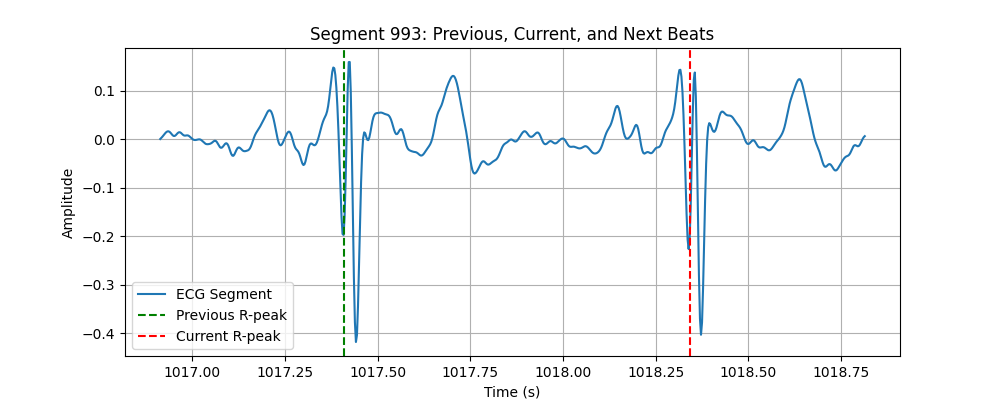 Segment 993: Previous, Current, and Next Beats
Amplitude
0.1
0.0
−0.1
−0.2
−0.3
−0.4
ECG Segment
Previous R-peak
Current R-peak
1017.00 1017.25 1017.50 1017.75 1018.00 1018.25 1018.50 1018.75
Time (s)